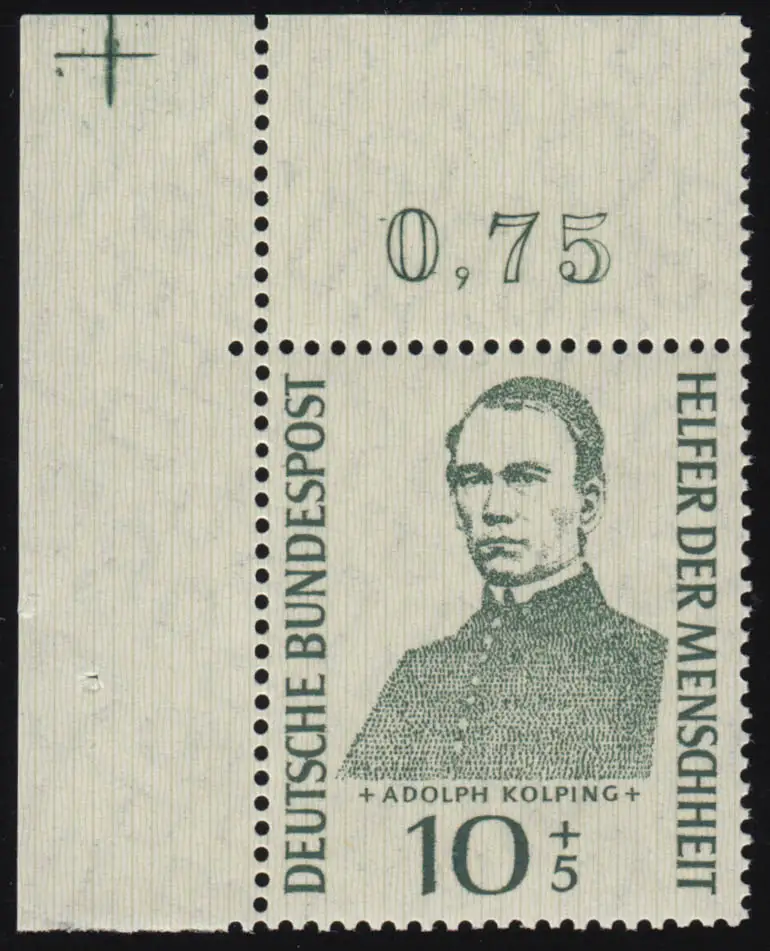 0,75
DEUTSCHE BUNDESPOST
HELFER DER MENSCHHEIT
+ADOLPH KOLPING+
10+5